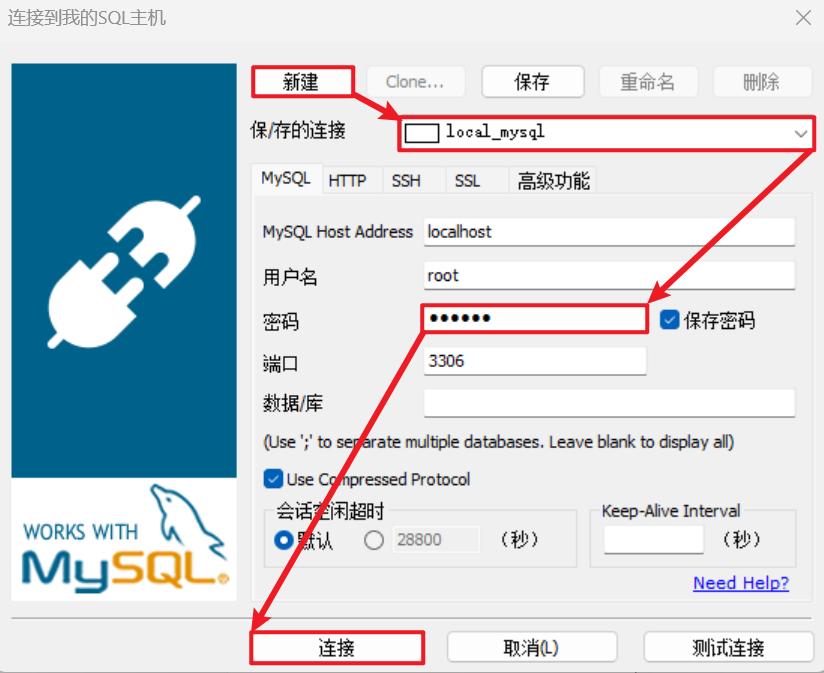 连接到我的SQL主机
新建 Clone... 保存 重命名 删除
保/存的连接 local_mysql
MySQL HTTP SSH SSL 高级功能
MySQL Host Address localhost
用户名 root
密码 ●●●●●● 保存密码
端口 3306
数据/库
(Use ';' to separate multiple databases. Leave blank to display all)
Use Compressed Protocol
会话空闲超时 Keep-Alive Interval
默认 28800 (秒) (秒)
Need Help?
WORKS WITH
MySQL®
连接 取消(L) 测试连接